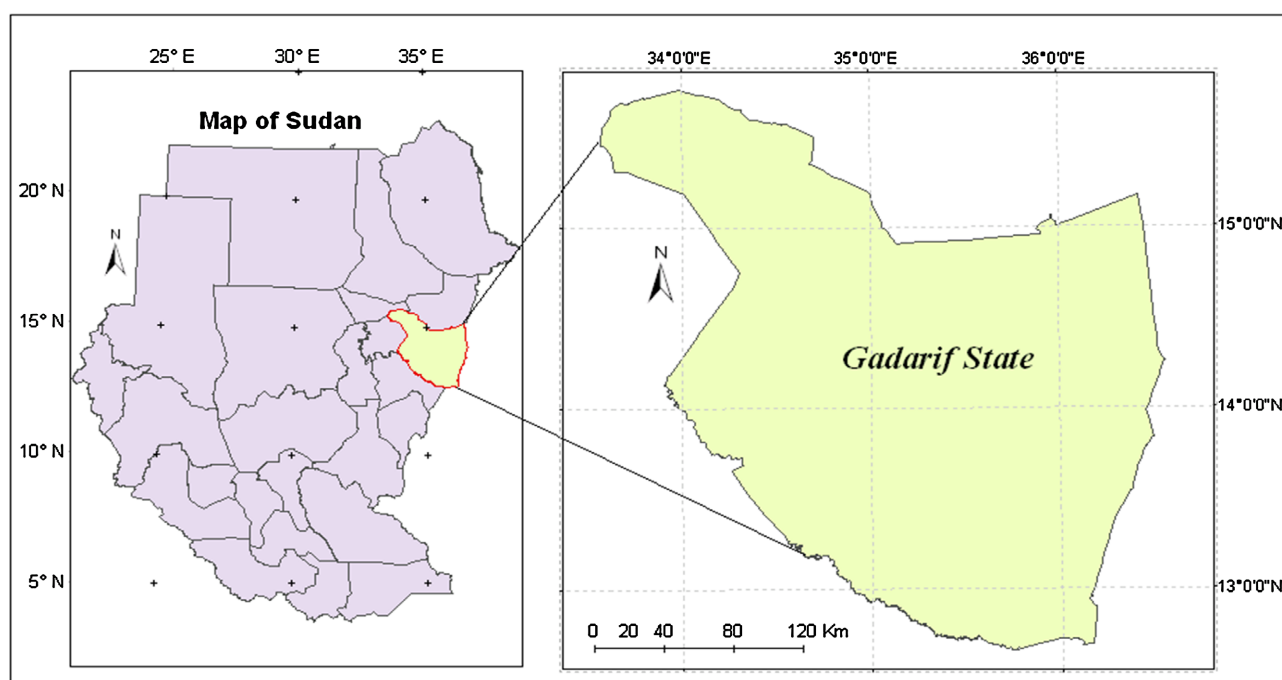 25° E 30° E 35° E
Map of Sudan
20° N
N
15° N
10° N
5° N
34°0'0"E 35°0'0"E 36°0'0"E
15°0'0"N
N
Gadarif State
14°0'0"N
13°0'0"N
0 20 40 80 120 Km